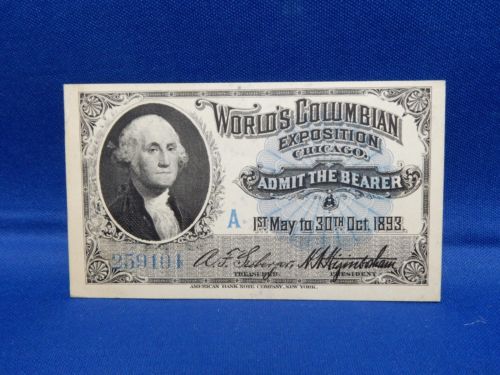 WORLD'S COLUMBIAN
EXPOSITION
CHICAGO,
ADMIT THE BEARER
A
1ST MAY TO 30TH OCT. 1893.
TREASURER.
PRESIDENT
AMERICAN BANK NOTE COMPANY, NEW YORK.